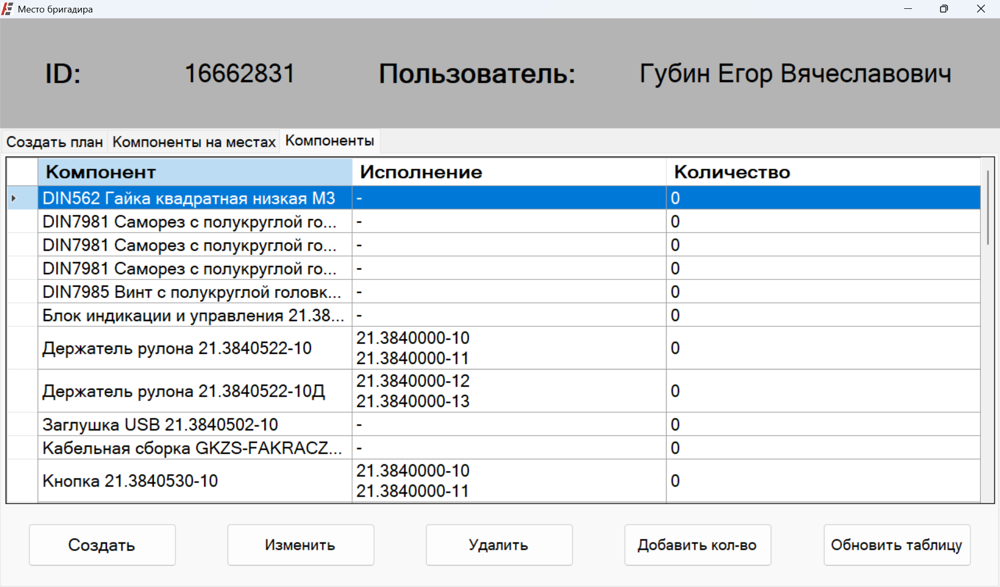 Место бригадира
ID: 16662831 Пользователь: Губин Егор Вячеславович
Создать план Компоненты на местах Компоненты
Компонент Исполнение Количество
DIN562 Гайка квадратная низкая М3 - 0
DIN7981 Саморез с полукруглой го... - 0
DIN7981 Саморез с полукруглой го... - 0
DIN7981 Саморез с полукруглой го... - 0
DIN7985 Винт с полукруглой головк... - 0
Блок индикации и управления 21.38... - 0
Держатель рулона 21.3840522-10 21.3840000-10 0
21.3840000-11
Держатель рулона 21.3840522-10Д 21.3840000-12 0
21.3840000-13
Заглушка USB 21.3840502-10 - 0
Кабельная сборка GKZS-FAKRACZ... - 0
Кнопка 21.3840530-10 21.3840000-10 0
21.3840000-11
Создать Изменить Удалить Добавить кол-во Обновить таблицу